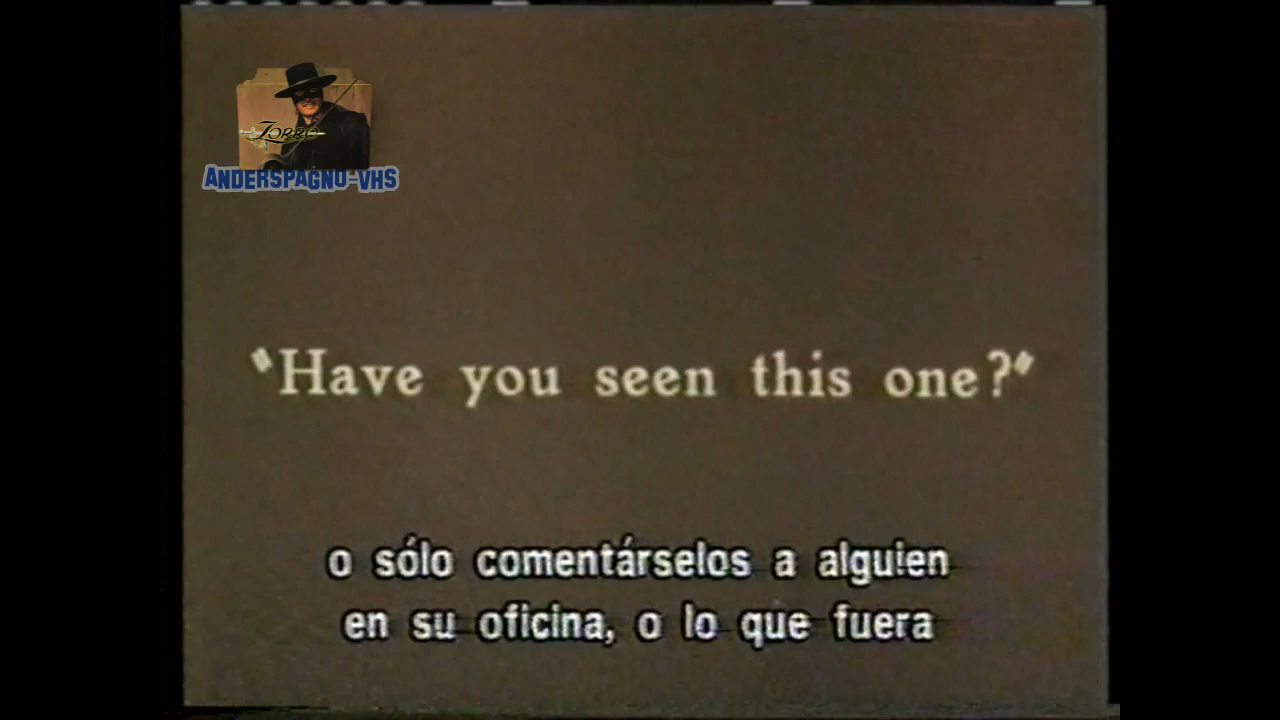 ZORRO
ANDERSPAGNO-VHS
"Have you seen this one?"
o sólo comentárselos a alguien
en su oficina, o lo que fuera